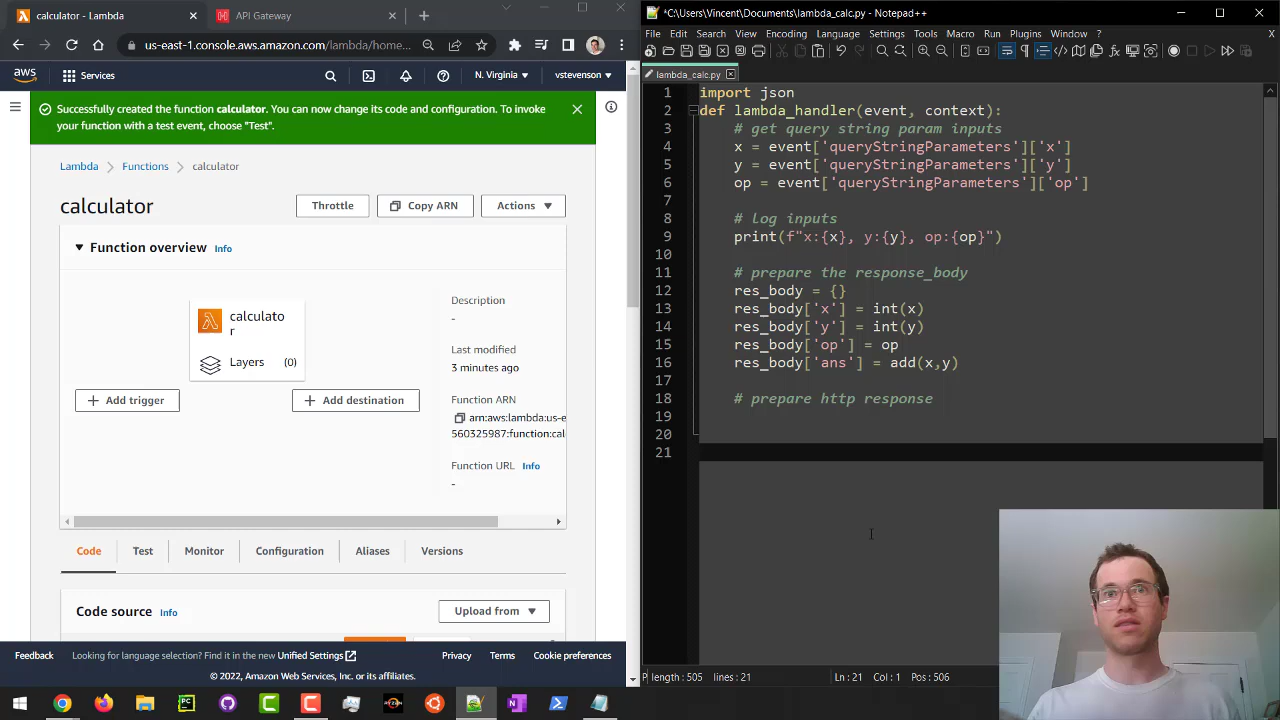 calculator - Lambda
API Gateway
us-east-1.console.aws.amazon.com/lambda/home...
aws
Services
N. Virginia
vstevenson
Successfully created the function calculator. You can now change its code and configuration. To invoke
your function with a test event, choose "Test".
Lambda
Functions
calculator
calculator
Throttle
Copy ARN
Actions
Function overview
Info
calculato
r
Layers
(0)
Add trigger
Add destination
Description
-
Last modified
3 minutes ago
Function ARN
arn:aws:lambda:us-e
560325987:function:cal
Function URL
Info
-
Code
Test
Monitor
Configuration
Aliases
Versions
Code source
Info
Upload from
Feedback
Looking for language selection? Find it in the new Unified Settings
Privacy
Terms
Cookie preferences
© 2022, Amazon Web Services, Inc. or its affiliates.
*C:\Users\Vincent\Documents\lambda_calc.py - Notepad++
File
Edit
Search
View
Encoding
Language
Settings
Tools
Macro
Run
Plugins
Window
?
X
lambda_calc.py
1 import json
2 def lambda_handler(event, context):
3 # get query string param inputs
4 x = event['queryStringParameters']['x']
5 y = event['queryStringParameters']['y']
6 op = event['queryStringParameters']['op']
7
8 # log inputs
9 print(f"x:{x}, y:{y}, op:{op}")
10
11 # prepare the response_body
12 res_body = {}
13 res_body['x'] = int(x)
14 res_body['y'] = int(y)
15 res_body['op'] = op
16 res_body['ans'] = add(x,y)
17
18 # prepare http response
19
20
21
P length : 505 lines : 21
Ln : 21 Col : 1 Pos : 506